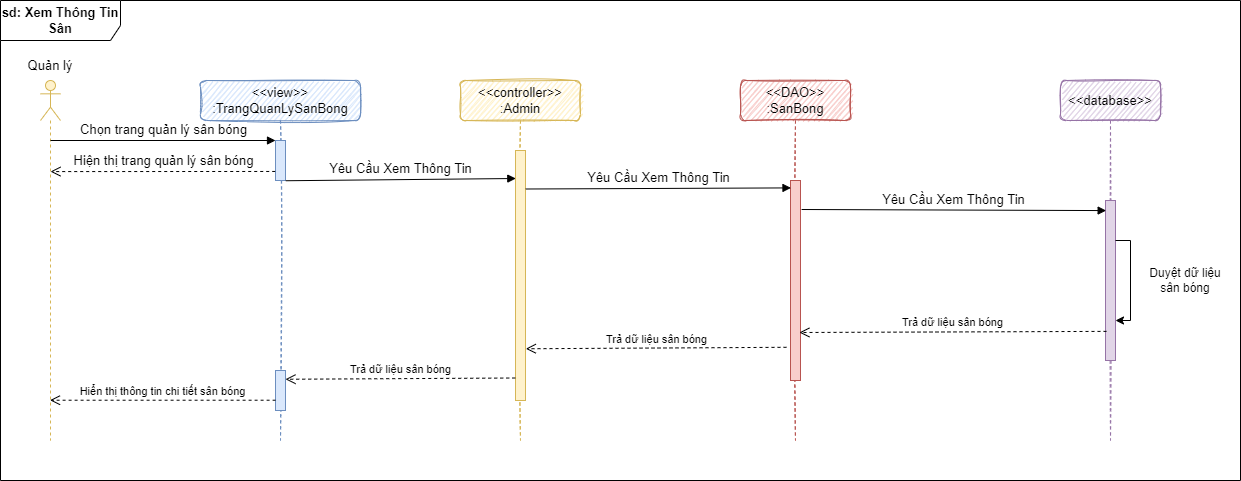 sd: Xem Thông Tin
Sân
Quản lý
<<view>>
:TrangQuanLySanBong
<<controller>>
:Admin
<<DAO>>
:SanBong
<<database>>
Chọn trang quản lý sân bóng
Hiện thị trang quản lý sân bóng
Yêu Cầu Xem Thông Tin
Yêu Cầu Xem Thông Tin
Yêu Cầu Xem Thông Tin
Duyệt dữ liệu
sân bóng
Trả dữ liệu sân bóng
Trả dữ liệu sân bóng
Trả dữ liệu sân bóng
Hiển thị thông tin chi tiết sân bóng